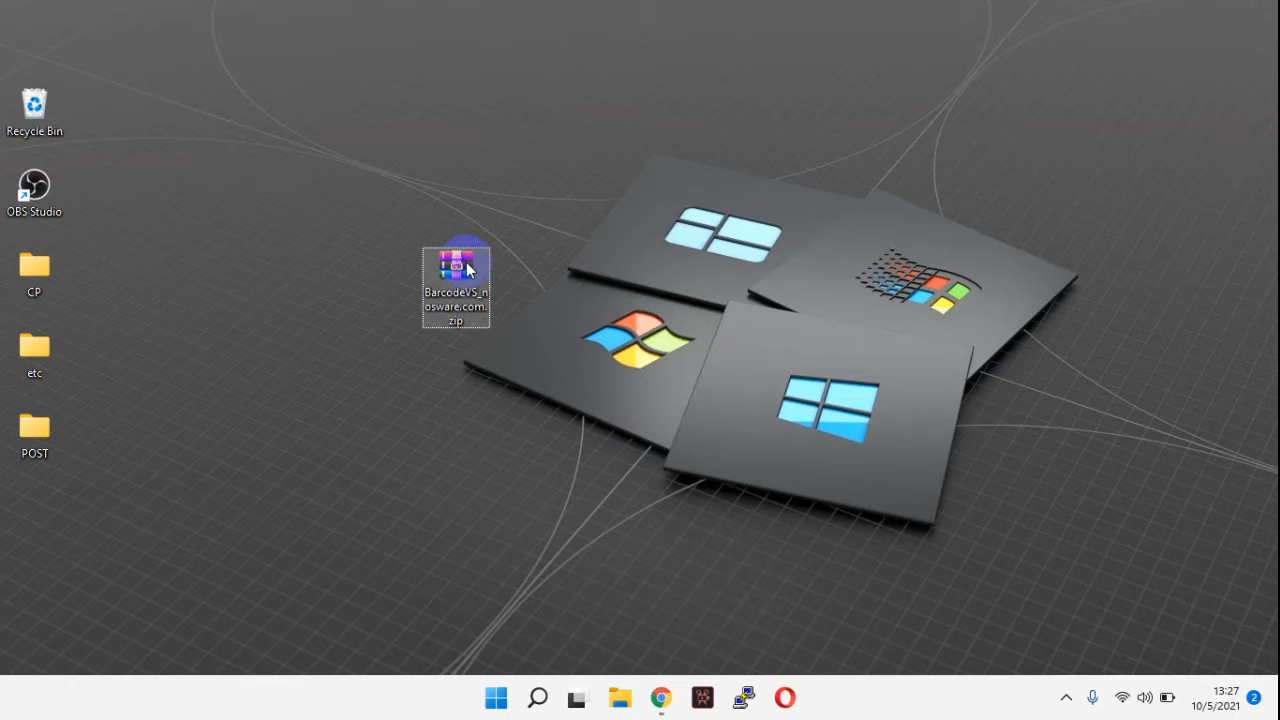 Recycle Bin
OBS Studio
CP
etc
POST
BarcodeVS_n
osware.com.
zip
13:27
10/5/2021
2